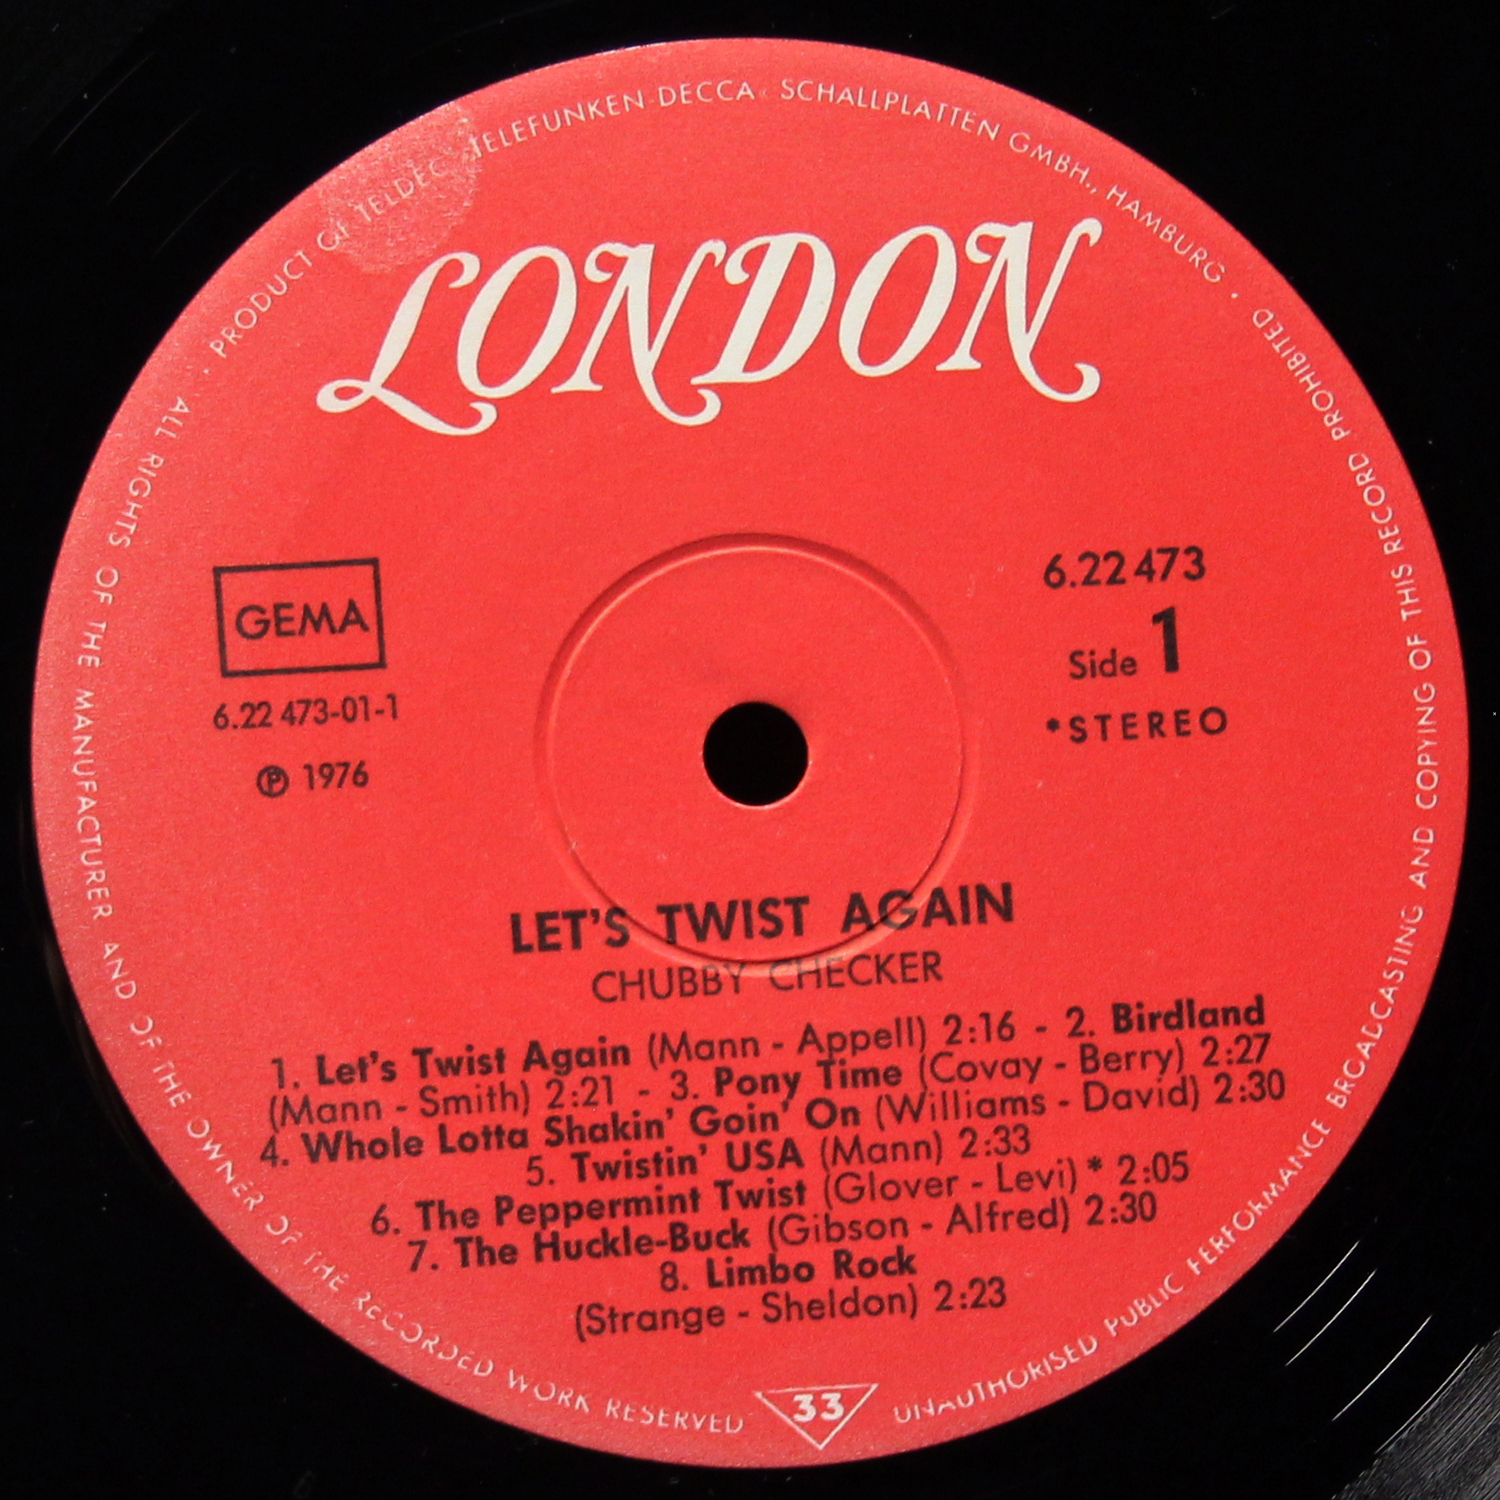 · PRODUCT OF TELDEC TELEFUNKEN-DECCA · SCHALLPLATTEN GMBH., HAMBURG ·
LONDON
GEMA
6.22 473-01-1
℗ 1976
6.22 473
Side 1
*STEREO
LET'S TWIST AGAIN
CHUBBY CHECKER
1. Let's Twist Again (Mann - Appell) 2:16 - 2. Birdland
(Mann - Smith) 2:21 - 3. Pony Time (Covay - Berry) 2:27
4. Whole Lotta Shakin' Goin' On (Williams - David) 2:30
5. Twistin' USA (Mann) 2:33
6. The Peppermint Twist (Glover - Levi) * 2:05
7. The Huckle-Buck (Gibson - Alfred) 2:30
8. Limbo Rock
(Strange - Sheldon) 2:23
ALL RIGHTS OF THE MANUFACTURER AND OF THE OWNER OF THE RECORDED WORK RESERVED
33
UNAUTHORISED PUBLIC PERFORMANCE BROADCASTING AND COPYING OF THIS RECORD PROHIBITED